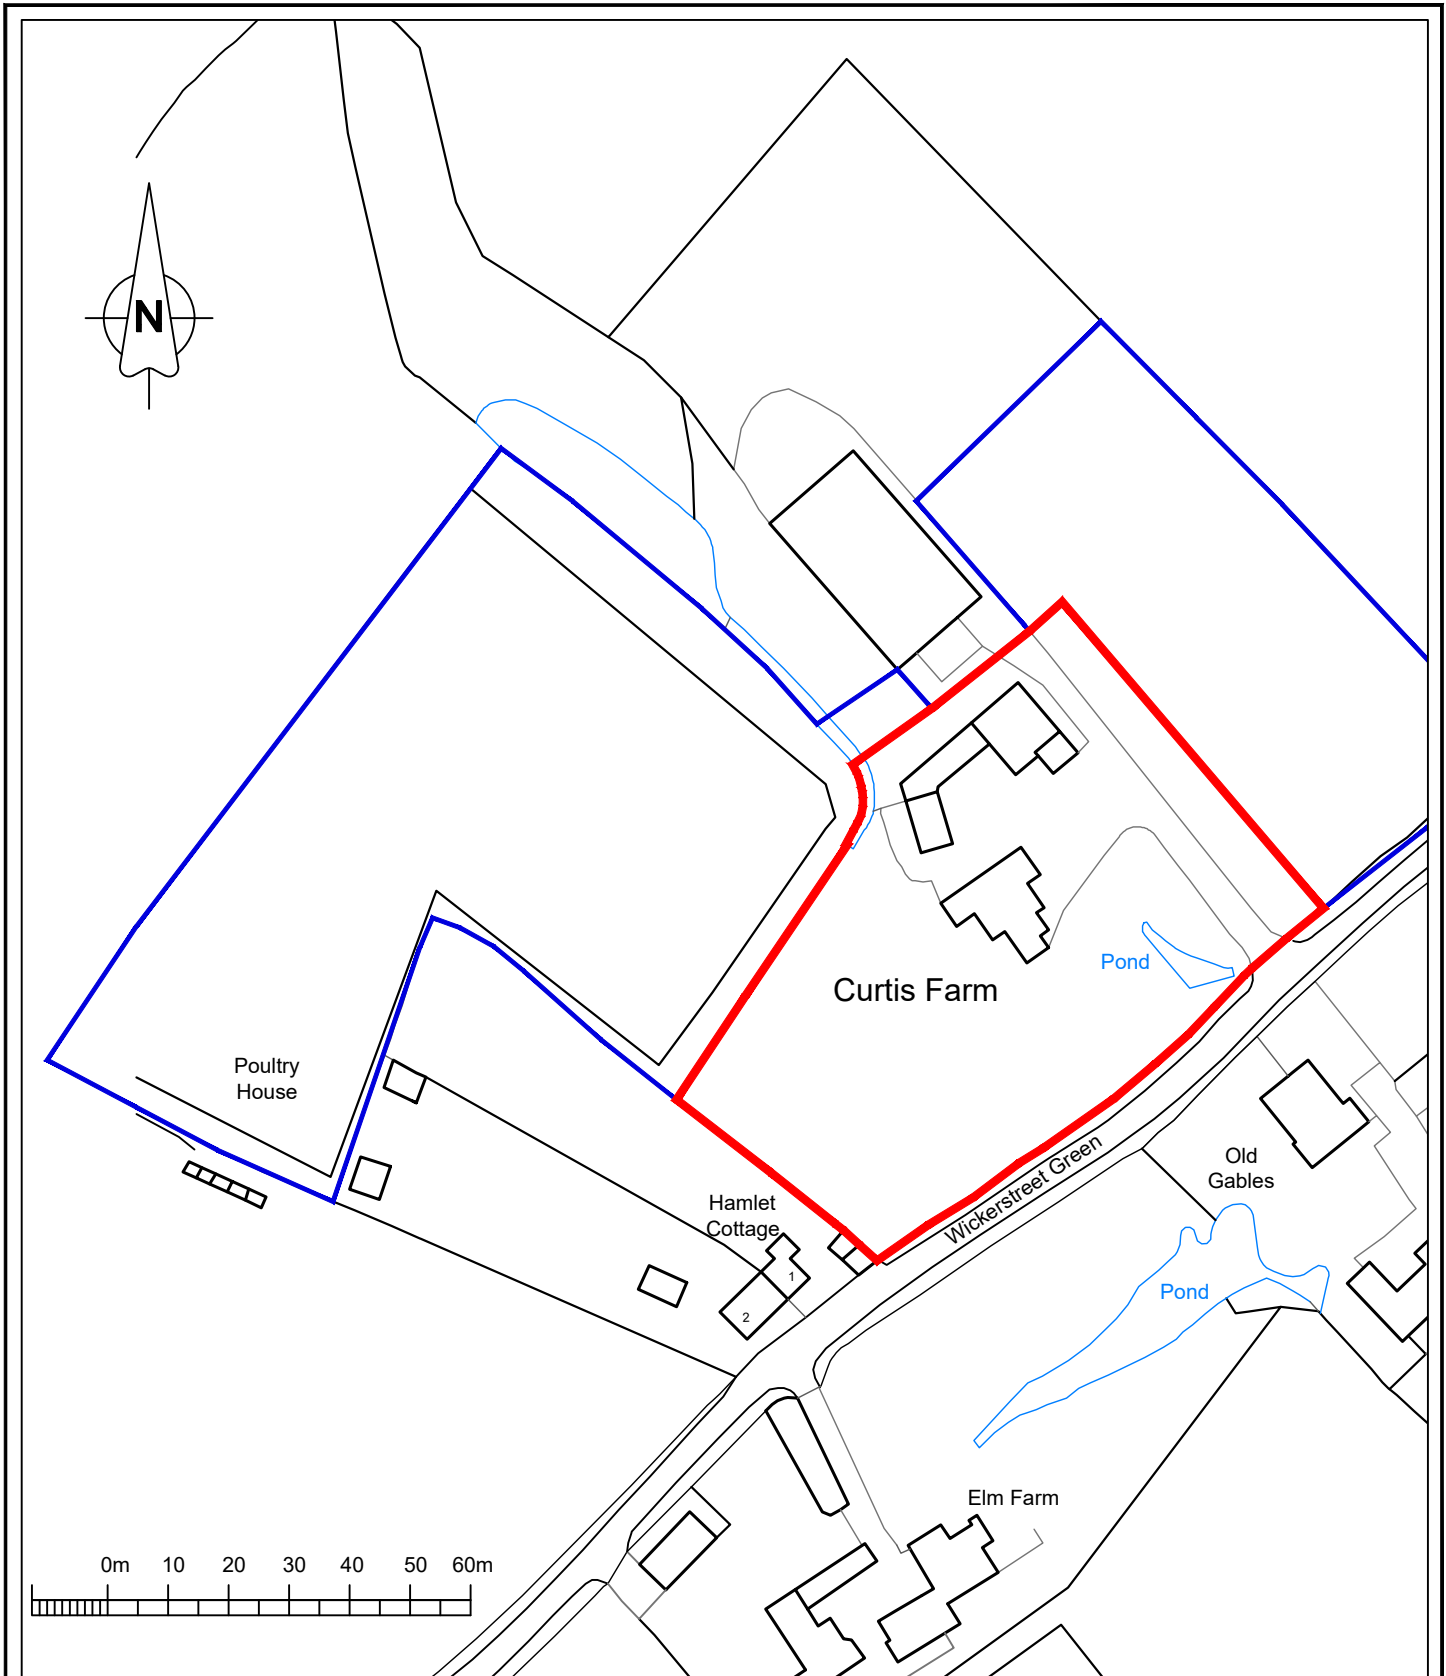 N
Pond
Curtis Farm
Poultry
House
Wickerstreet Green
Old
Gables
Hamlet
Cottage
1
2
Pond
Elm Farm
0m 10 20 30 40 50 60m